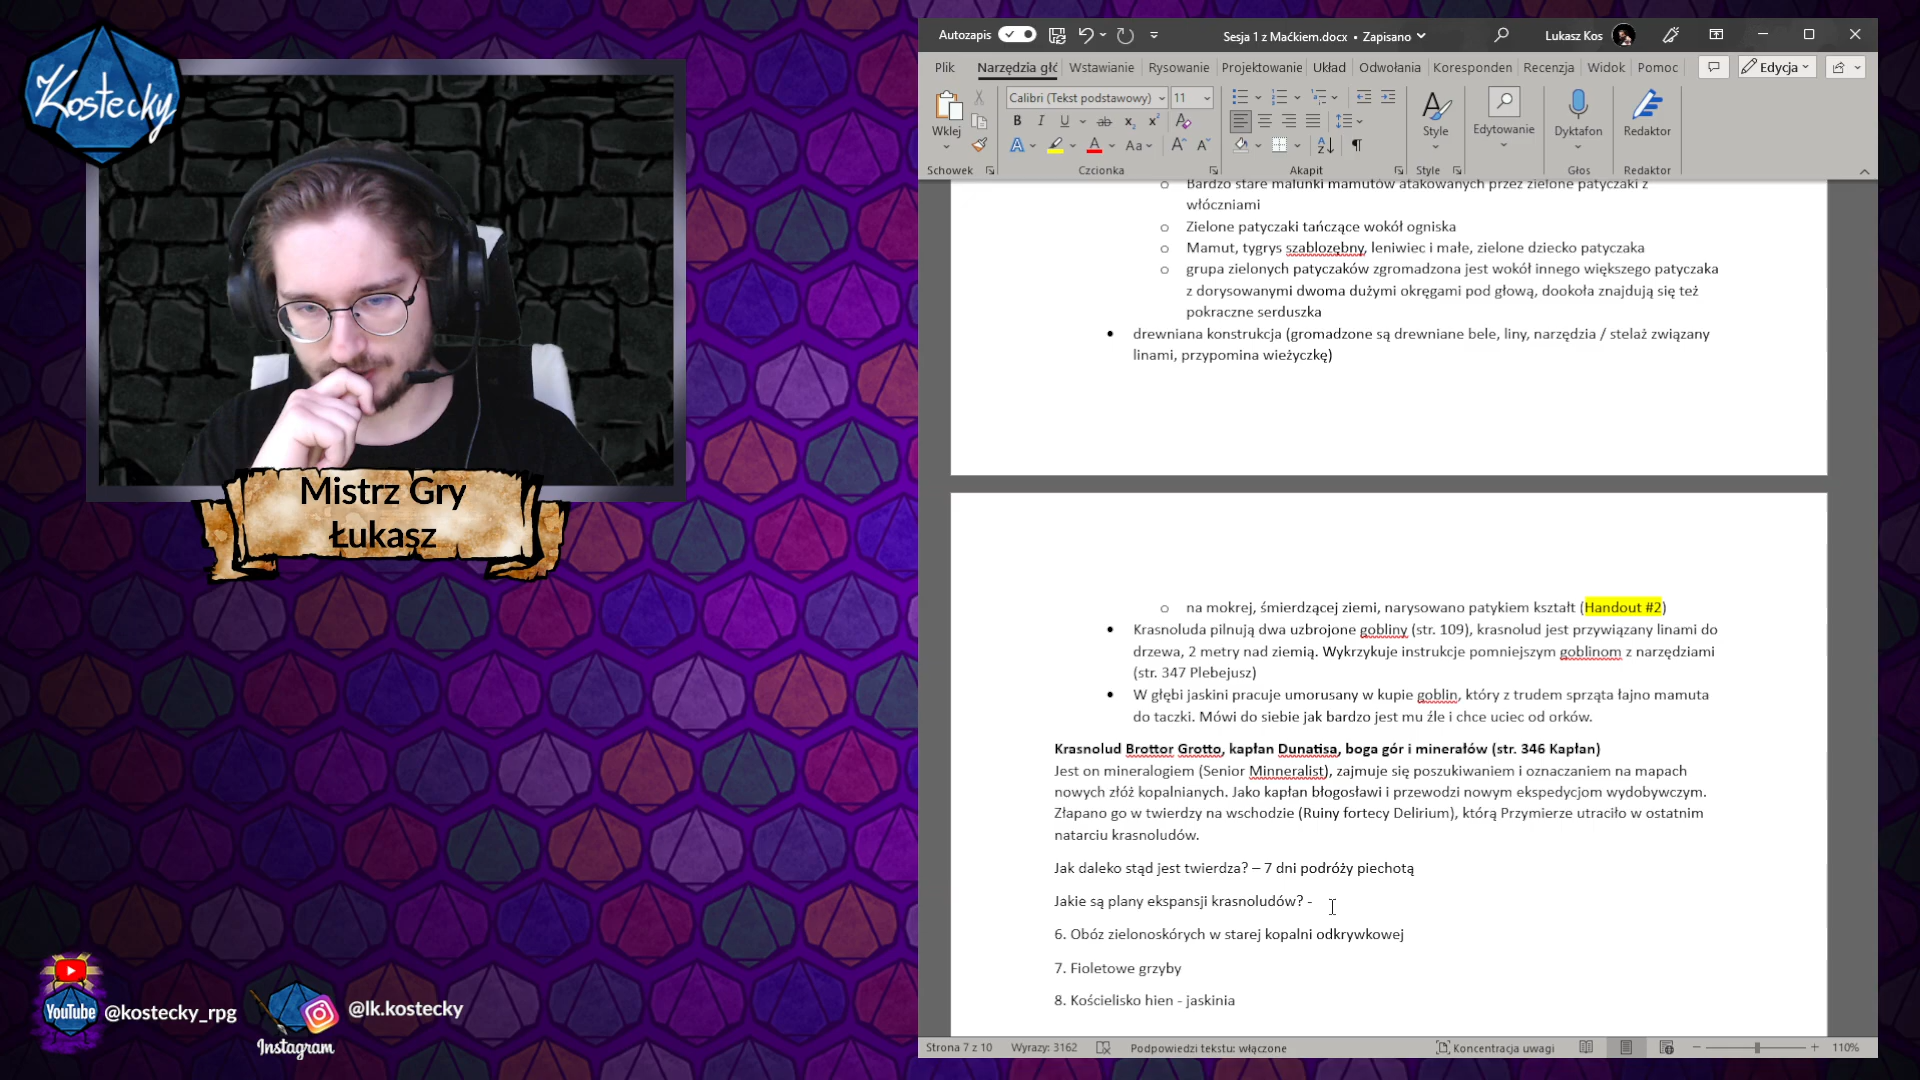 Kostecky
Mistrz Gry
Łukasz
YouTube
@kostecky_rpg
Instagram
@lk.kostecky
Autozapis
Sesja 1 z Maćkiem.docx • Zapisano
Lukasz Kos
Plik
Narzędzia głć
Wstawianie
Rysowanie
Projektowanie
Układ
Odwołania
Koresponden
Recenzja
Widok
Pomoc
Edycja
Wklej
Calibri (Tekst podstawowy)
11
Style
Edytowanie
Dyktafon
Redaktor
Schowek
Czcionka
Akapit
Style
Głos
Redaktor
o Bardzo stare malunki mamutów atakowanych przez zielone patyczaki z
włóczniami
o Zielone patyczaki tańczące wokół ogniska
o Mamut, tygrys szablozębny, leniwiec i małe, zielone dziecko patyczaka
o grupa zielonych patyczaków zgromadzona jest wokół innego większego patyczaka
z dorysowanymi dwoma dużymi okręgami pod głową, dookoła znajdują się też
pokraczne serduszka
• drewniana konstrukcja (gromadzone są drewniane bele, liny, narzędzia / stelaż związany
linami, przypomina wieżyczkę)
o na mokrej, śmierdzącej ziemi, narysowano patykiem kształt (Handout #2)
• Krasnoluda pilnują dwa uzbrojone gobliny (str. 109), krasnolud jest przywiązany linami do
drzewa, 2 metry nad ziemią. Wykrzykuje instrukcje pomniejszym goblinom z narzędziami
(str. 347 Plebejusz)
• W głębi jaskini pracuje umorusany w kupie goblin, który z trudem sprząta łajno mamuta
do taczki. Mówi do siebie jak bardzo jest mu źle i chce uciec od orków.
Krasnolud Brottor Grotto, kapłan Dunatisa, boga gór i minerałów (str. 346 Kapłan)
Jest on mineralogiem (Senior Minneralist), zajmuje się poszukiwaniem i oznaczaniem na mapach
nowych złóż kopalnianych. Jako kapłan błogosławi i przewodzi nowym ekspedycjom wydobywczym.
Złapano go w twierdzy na wschodzie (Ruiny fortecy Delirium), którą Przymierze utraciło w ostatnim
natarciu krasnoludów.
Jak daleko stąd jest twierdza? – 7 dni podróży piechotą
Jakie są plany ekspansji krasnoludów? -
6. Obóz zielonoskórych w starej kopalni odkrywkowej
7. Fioletowe grzyby
8. Kościelisko hien - jaskinia
Strona 7 z 10
Wyrazy: 3162
Podpowiedzi tekstu: włączone
Koncentracja uwagi
110%